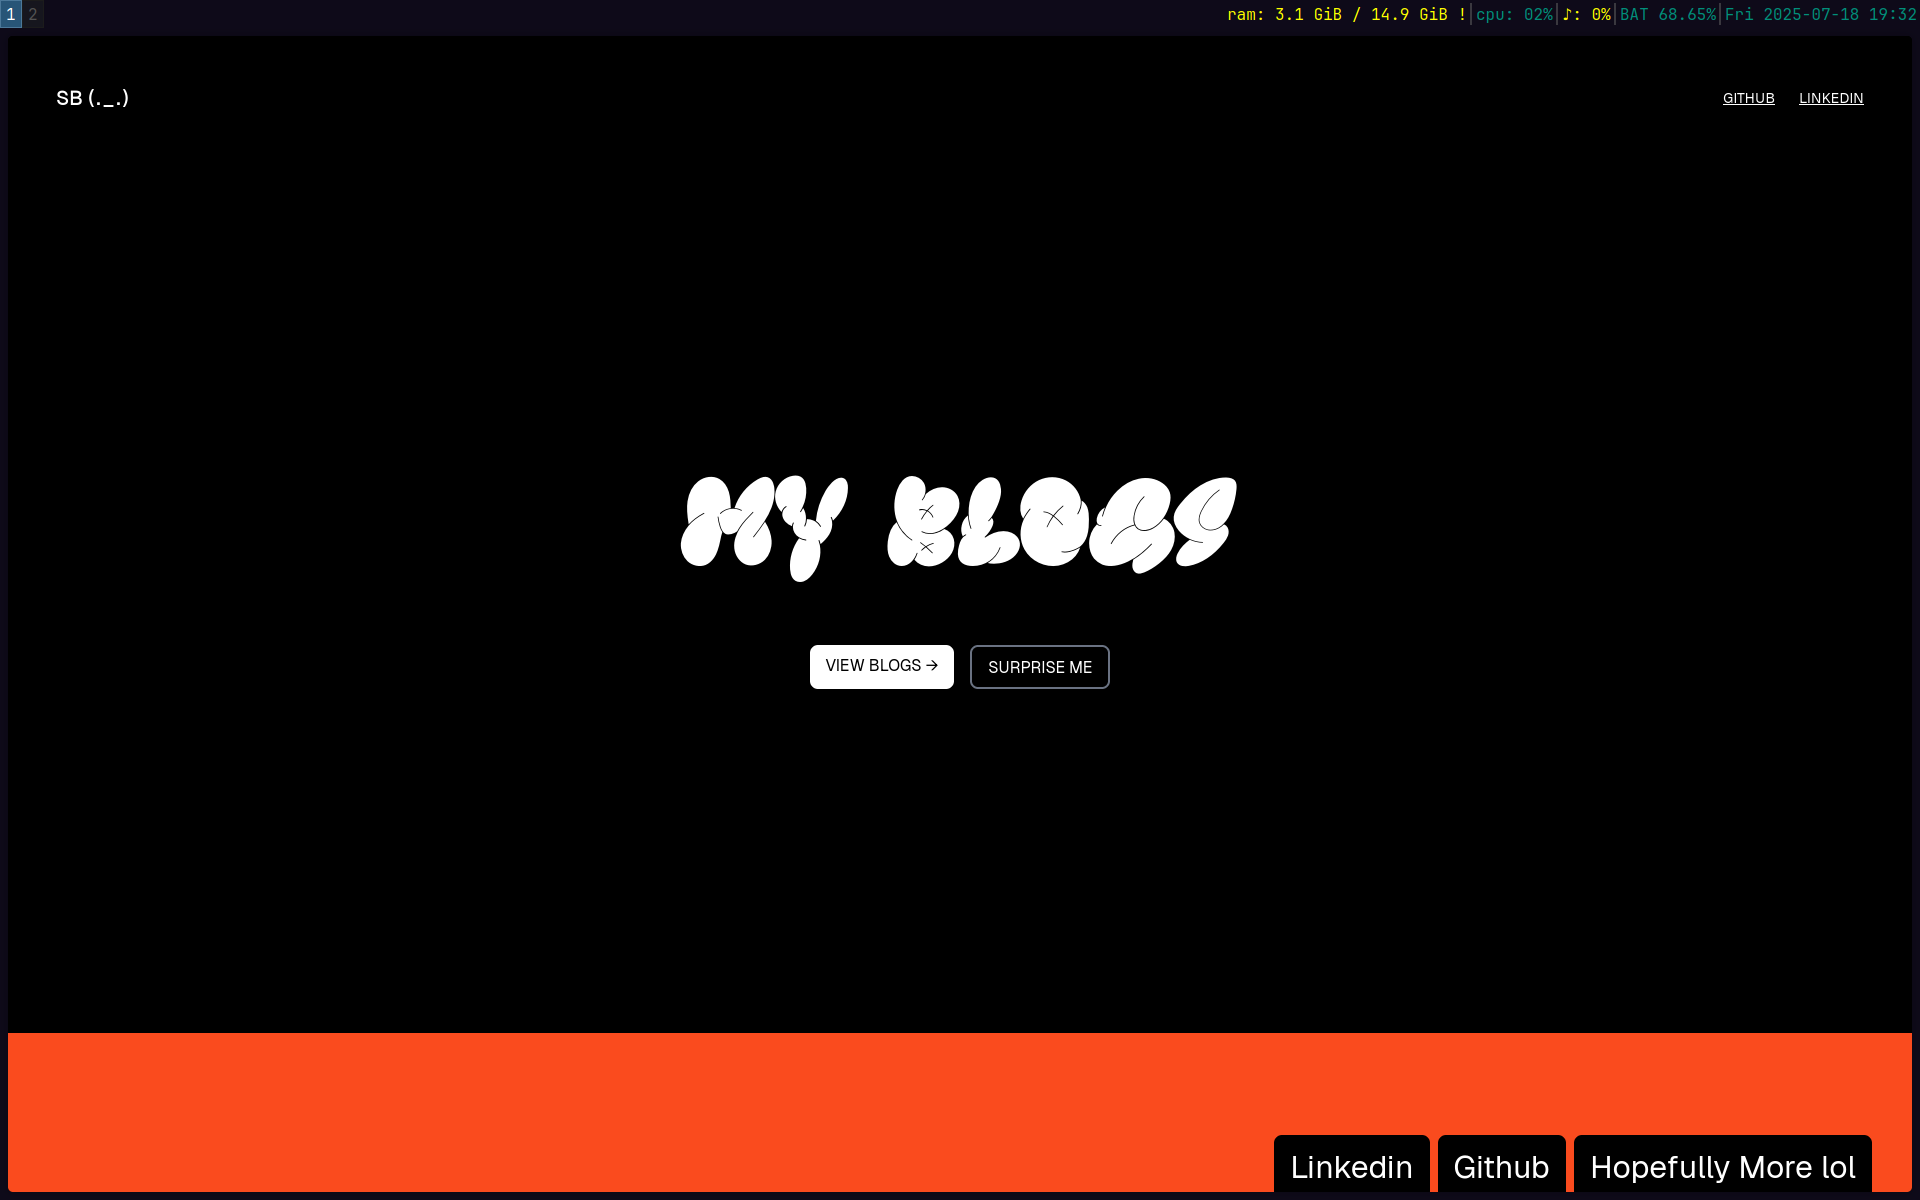 1 2 ram: 3.1 GiB / 14.9 GiB !|cpu: 02%|♪: 0%|BAT 68.65%|Fri 2025-07-18 19:32
SB (._.) GITHUB LINKEDIN
MY BLOGS
VIEW BLOGS → SURPRISE ME
Linkedin Github Hopefully More lol